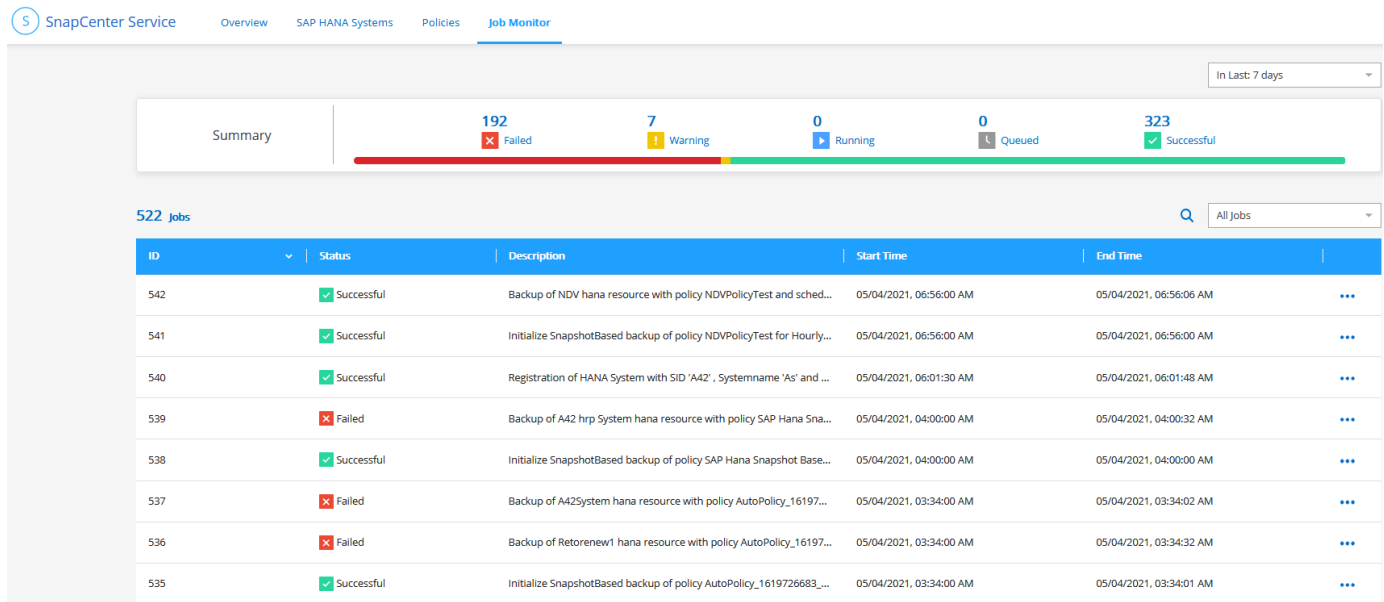 S SnapCenter Service Overview SAP HANA Systems Policies Job Monitor
In Last: 7 days
Summary
192 7 0 0 323
Failed Warning Running Queued Successful
522 Jobs All Jobs
ID Status Description Start Time End Time
542 Successful Backup of NDV hana resource with policy NDVPolicyTest and sched... 05/04/2021, 06:56:00 AM 05/04/2021, 06:56:06 AM
541 Successful Initialize SnapshotBased backup of policy NDVPolicyTest for Hourly... 05/04/2021, 06:56:00 AM 05/04/2021, 06:56:00 AM
540 Successful Registration of HANA System with SID 'A42' , Systemname 'As' and ... 05/04/2021, 06:01:30 AM 05/04/2021, 06:01:48 AM
539 Failed Backup of A42 hrp System hana resource with policy SAP Hana Sna... 05/04/2021, 04:00:00 AM 05/04/2021, 04:00:32 AM
538 Successful Initialize SnapshotBased backup of policy SAP Hana Snapshot Base... 05/04/2021, 04:00:00 AM 05/04/2021, 04:00:00 AM
537 Failed Backup of A42System hana resource with policy AutoPolicy_16197... 05/04/2021, 03:34:00 AM 05/04/2021, 03:34:02 AM
536 Failed Backup of Retorenew1 hana resource with policy AutoPolicy_16197... 05/04/2021, 03:34:00 AM 05/04/2021, 03:34:32 AM
535 Successful Initialize SnapshotBased backup of policy AutoPolicy_1619726683_... 05/04/2021, 03:34:00 AM 05/04/2021, 03:34:01 AM